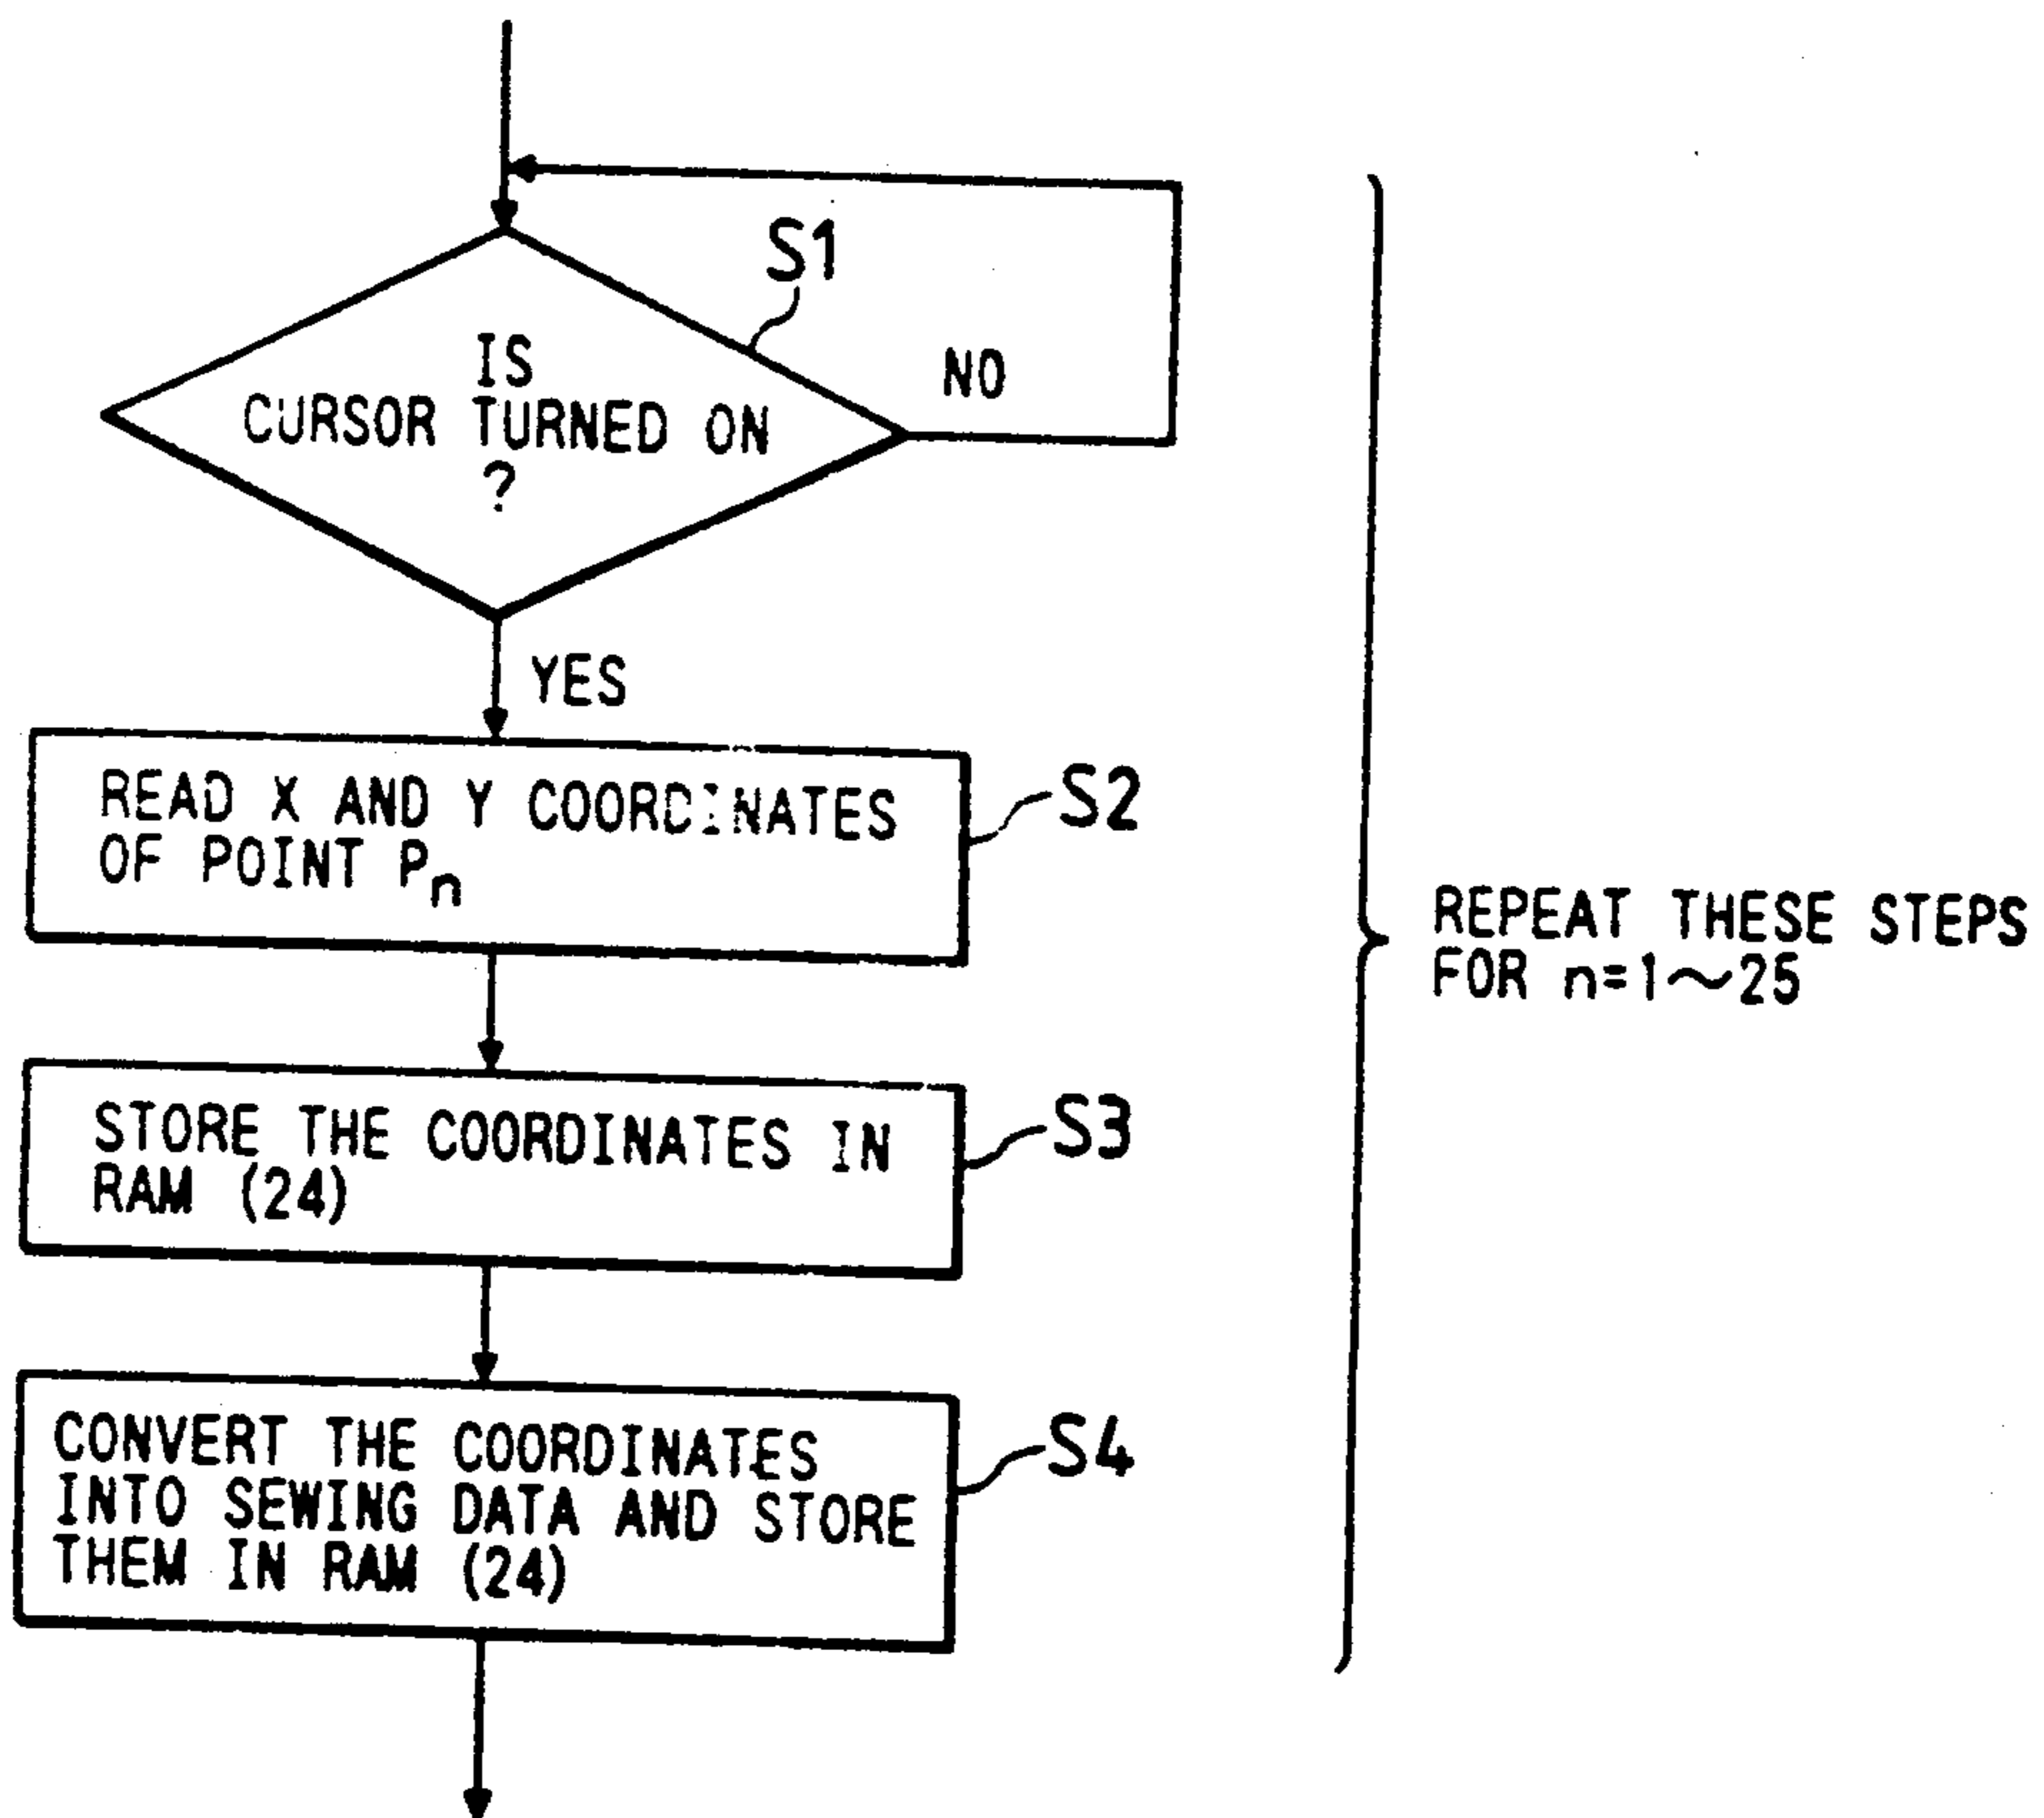 S1
IS
CURSOR TURNED ON
?
NO
YES
READ X AND Y COORDINATES
OF POINT Pn
S2
STORE THE COORDINATES IN
RAM (24)
S3
CONVERT THE COORDINATES
INTO SEWING DATA AND STORE
THEM IN RAM (24)
S4
REPEAT THESE STEPS
FOR n=1～25